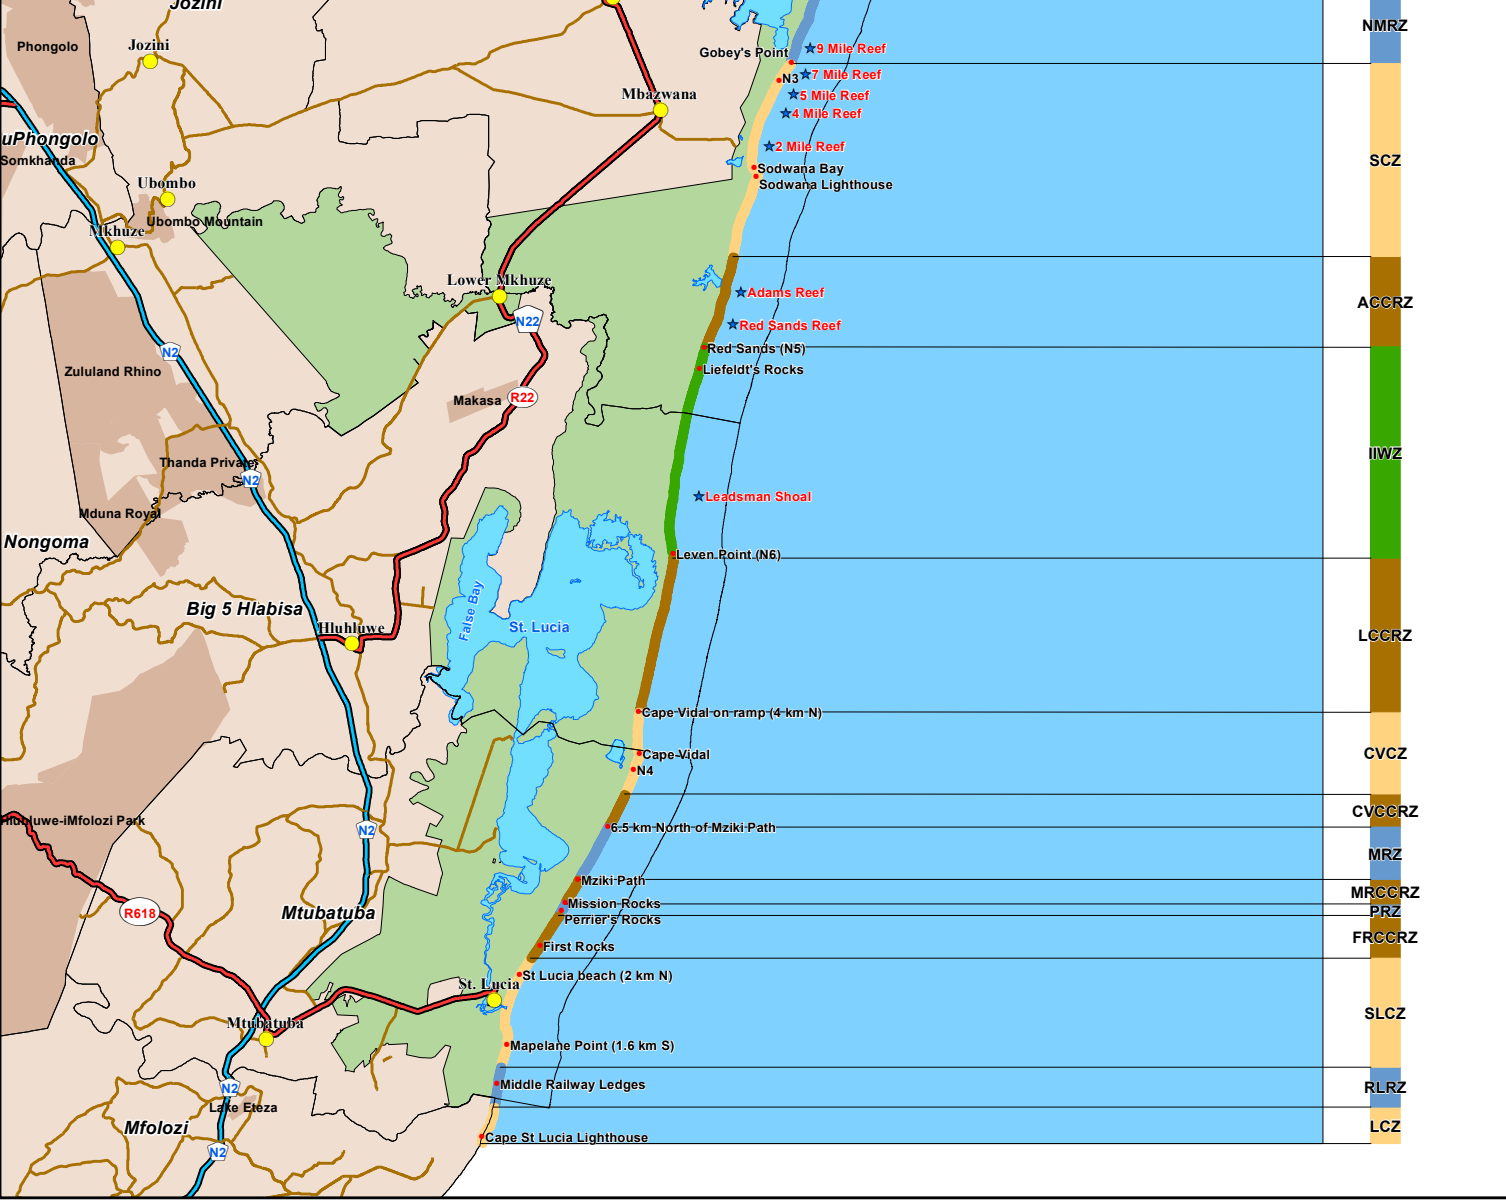 Jozini
NMRZ
Phongolo
Jozini
9 Mile Reef
Gobey's Point
7 Mile Reef
N3
5 Mile Reef
Mbazwana
4 Mile Reef
uPhongolo
2 Mile Reef
Somkhanda
SCZ
Sodwana Bay
Ubombo
Sodwana Lighthouse
Ubombo Mountain
Mkhuze
Lower Mkhuze
Adams Reef
ACCRZ
N22
Red Sands Reef
N2
Red Sands (N5)
Zululand Rhino
Liefeldt's Rocks
Makasa
R22
IIWZ
Thanda Private
N2
Leadsman Shoal
Mduna Royal
Nongoma
Leven Point (N6)
Big 5 Hlabisa
False Bay
St. Lucia
Hluhluwe
LCCRZ
Cape Vidal on ramp (4 km N)
Cape Vidal
CVCZ
N4
CVCCRZ
Hluhluwe-iMfolozi Park
N2
6.5 km North of Mziki Path
MRZ
Mziki Path
MRCCRZ
Mission Rocks
R618
Mtubatuba
PRZ
Perrier's Rocks
FRCCRZ
First Rocks
St Lucia beach (2 km N)
St. Lucia
SLCZ
Mtubatuba
Mapelane Point (1.6 km S)
N2
Middle Railway Ledges
RLRZ
Lake Eteza
Mfolozi
LCZ
Cape St Lucia Lighthouse
N2